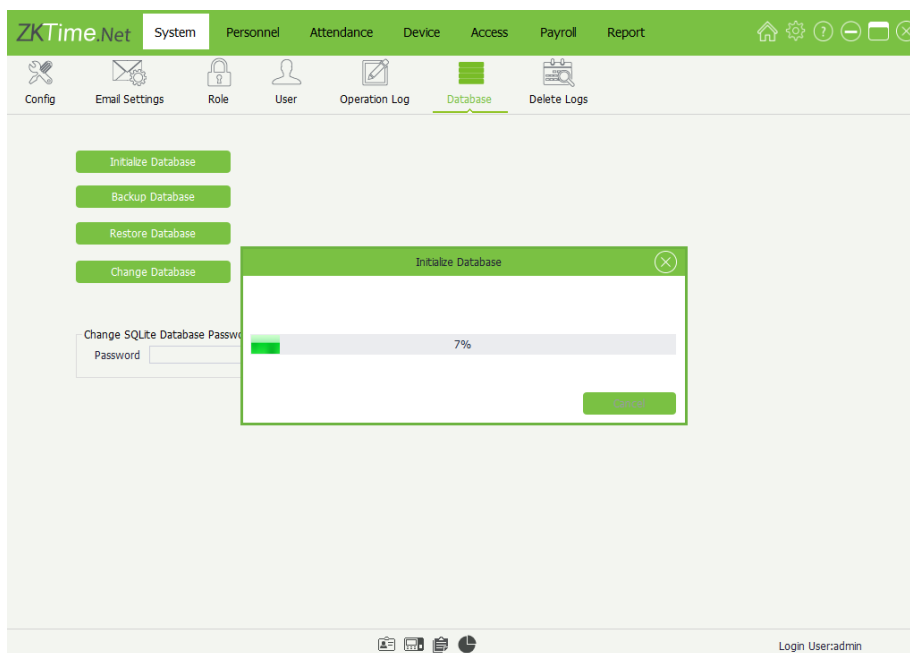 ZKTime.Net System Personnel Attendance Device Access Payroll Report
Config Email Settings Role User Operation Log Database Delete Logs
Initialize Database
Backup Database
Restore Database
Change Database
Initialize Database
7%
Change SQLite Database Passwo
Password
Login User:admin